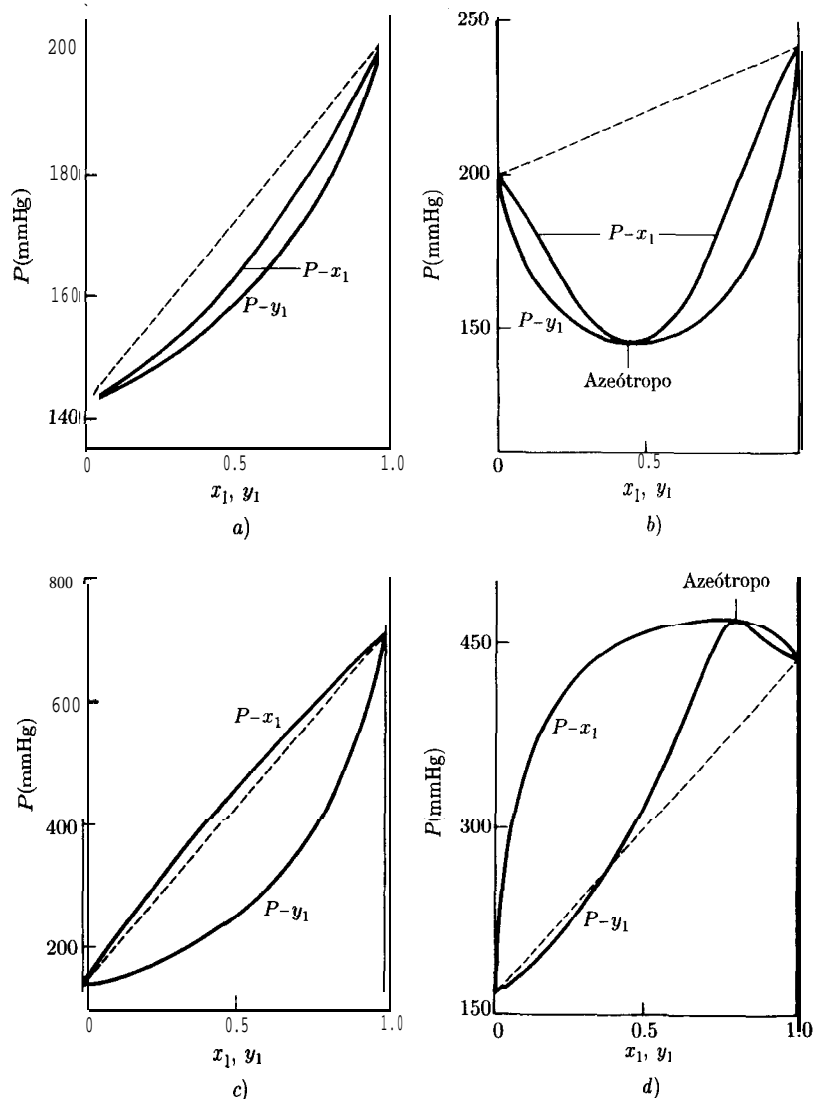 200
180
160
140
P(mmHg)
P–x₁
P–y₁
0
0.5
1.0
x₁, y₁
a)
250
200
150
P(mmHg)
P–x₁
P–y₁
Azeótropo
0
0.5
x₁, y₁
b)
800
600
400
200
P(mmHg)
P–x₁
P–y₁
0
0.5
1.0
x₁, y₁
c)
Azeótropo
450
300
150
P(mmHg)
P–x₁
P–y₁
0
0.5
1.0
x₁, y₁
d)